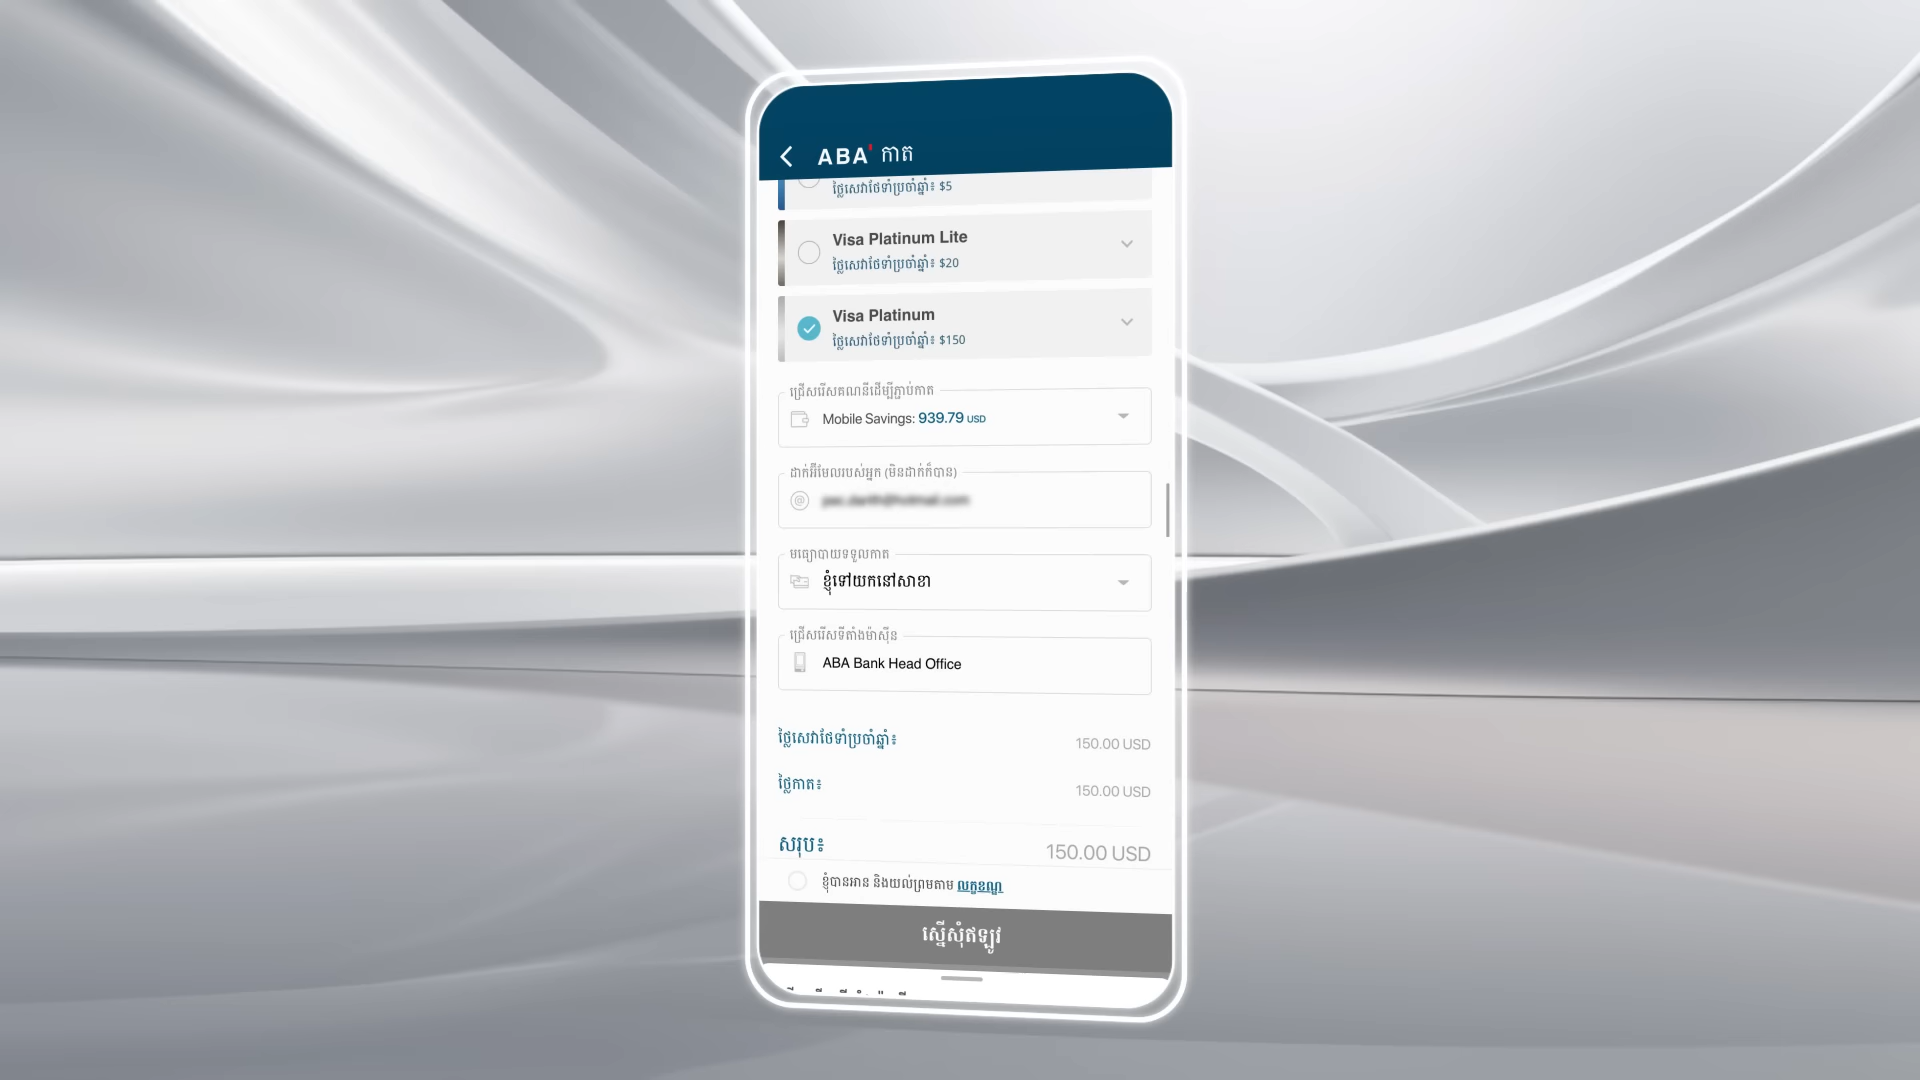 ABA' កាត
ថ្លៃសេវាថែទាំប្រចាំឆ្នាំ៖ $5
Visa Platinum Lite
ថ្លៃសេវាថែទាំប្រចាំឆ្នាំ៖ $20
Visa Platinum
ថ្លៃសេវាថែទាំប្រចាំឆ្នាំ៖ $150
ជ្រើសរើសគណនីដើម្បីភ្ជាប់កាត
Mobile Savings: 939.79 USD
ដាក់អ៊ីមែលរបស់អ្នក (មិនដាក់ក៏បាន)
មធ្យោបាយទទួលកាត
ខ្ញុំទៅយកនៅសាខា
ជ្រើសរើសទីតាំងម៉ាស៊ីន
ABA Bank Head Office
ថ្លៃសេវាថែទាំប្រចាំឆ្នាំ៖ 150.00 USD
ថ្លៃកាត៖ 150.00 USD
សរុប៖ 150.00 USD
ខ្ញុំបានអាន និងយល់ព្រមតាម លក្ខខណ្ឌ
ស្នើសុំឥឡូវ